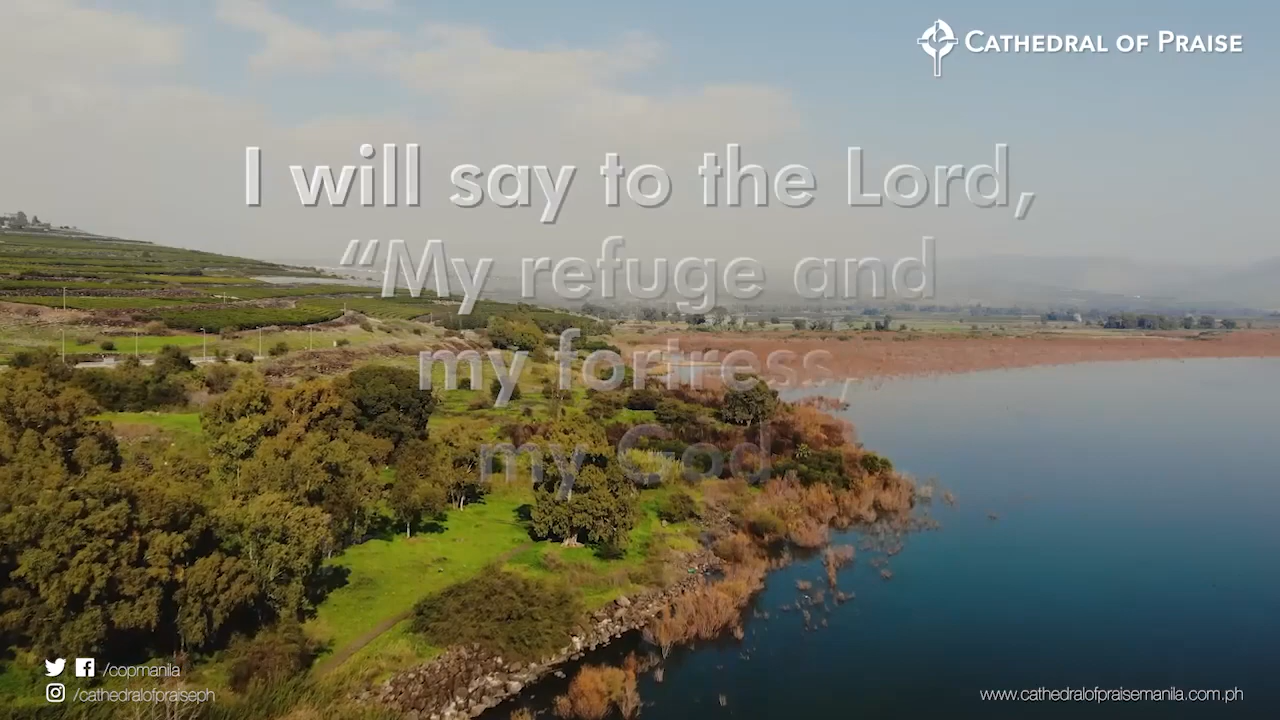 CATHEDRAL OF PRAISE
I will say to the Lord,
“My refuge and
my fortress,
my God,
/copmanila
/cathedralofpraiseph
www.cathedralofpraisemanila.com.ph